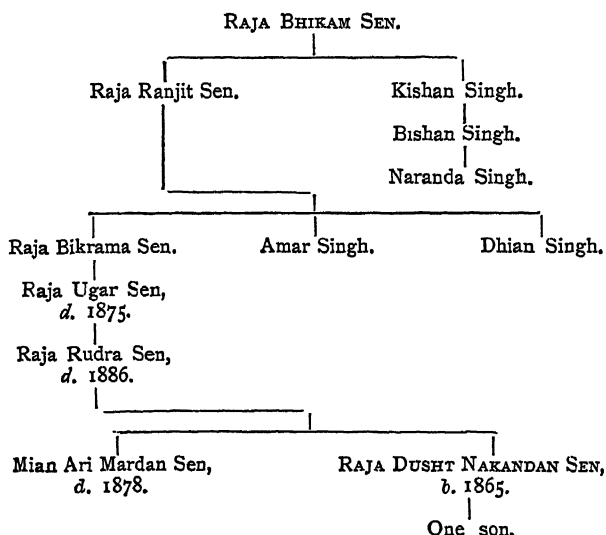 RAJA BHIKAM SEN.
Raja Ranjit Sen.
Kishan Singh.
Bishan Singh.
Naranda Singh.
Raja Bikrama Sen.
Amar Singh.
Dhian Singh.
Raja Ugar Sen,
d. 1875.
Raja Rudra Sen,
d. 1886.
Mian Ari Mardan Sen,
d. 1878.
RAJA DUSHT NAKANDAN SEN,
b. 1865.
One son.